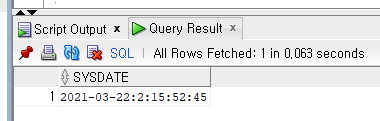 Script Output x Query Result x
SQL | All Rows Fetched: 1 in 0,063 seconds
SYSDATE
1 2021-03-22:2:15:52:45